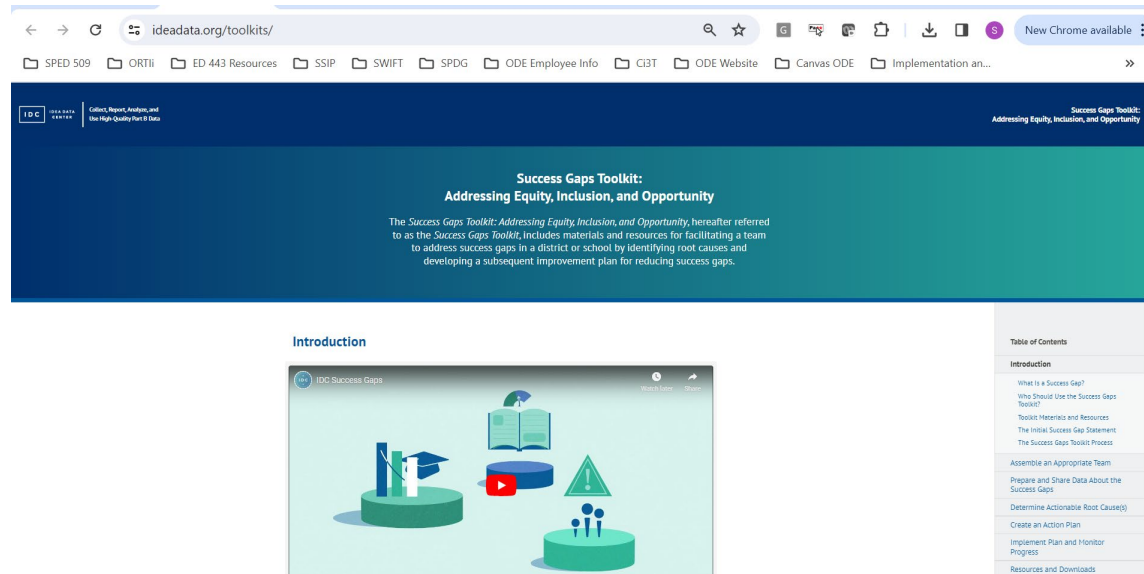 ideadata.org/toolkits/
New Chrome available
SPED 509 ORTIi ED 443 Resources SSIP SWIFT SPDG ODE Employee Info Ci3T ODE Website Canvas ODE Implementation an... »
IDC IDEA DATA CENTER
Collect, Report, Analyze, and
Use High-Quality Part B Data
Success Gaps Toolkit:
Addressing Equity, Inclusion, and Opportunity
Success Gaps Toolkit:
Addressing Equity, Inclusion, and Opportunity
The Success Gaps Toolkit: Addressing Equity, Inclusion, and Opportunity, hereafter referred
to as the Success Gaps Toolkit, includes materials and resources for facilitating a team
to address success gaps in a district or school by identifying root causes and
developing a subsequent improvement plan for reducing success gaps.
Introduction
IDC Success Gaps
Watch later Share
Table of Contents
Introduction
What Is a Success Gap?
Who Should Use the Success Gaps
Toolkit?
Toolkit Materials and Resources
The Initial Success Gap Statement
The Success Gaps Toolkit Process
Assemble an Appropriate Team
Prepare and Share Data About the
Success Gaps
Determine Actionable Root Cause(s)
Create an Action Plan
Implement Plan and Monitor
Progress
Resources and Downloads